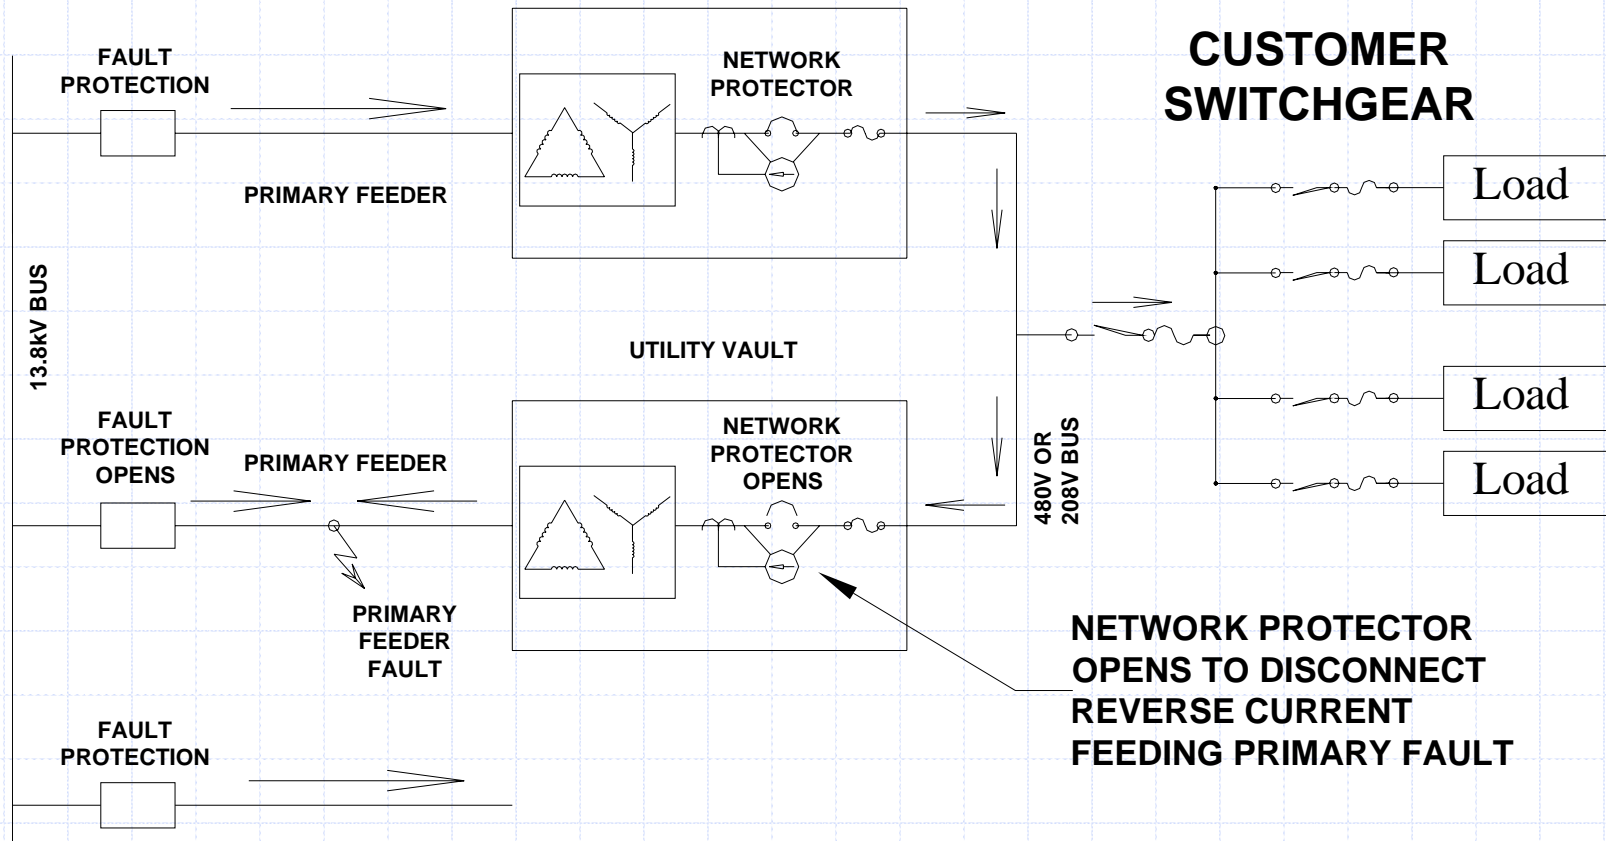 CUSTOMER
SWITCHGEAR
FAULT
PROTECTION
NETWORK
PROTECTOR
PRIMARY FEEDER
13.8kV BUS
UTILITY VAULT
Load
Load
Load
Load
480V OR
208V BUS
FAULT
PROTECTION
OPENS
PRIMARY FEEDER
NETWORK
PROTECTOR
OPENS
PRIMARY
FEEDER
FAULT
NETWORK PROTECTOR
OPENS TO DISCONNECT
REVERSE CURRENT
FEEDING PRIMARY FAULT
FAULT
PROTECTION